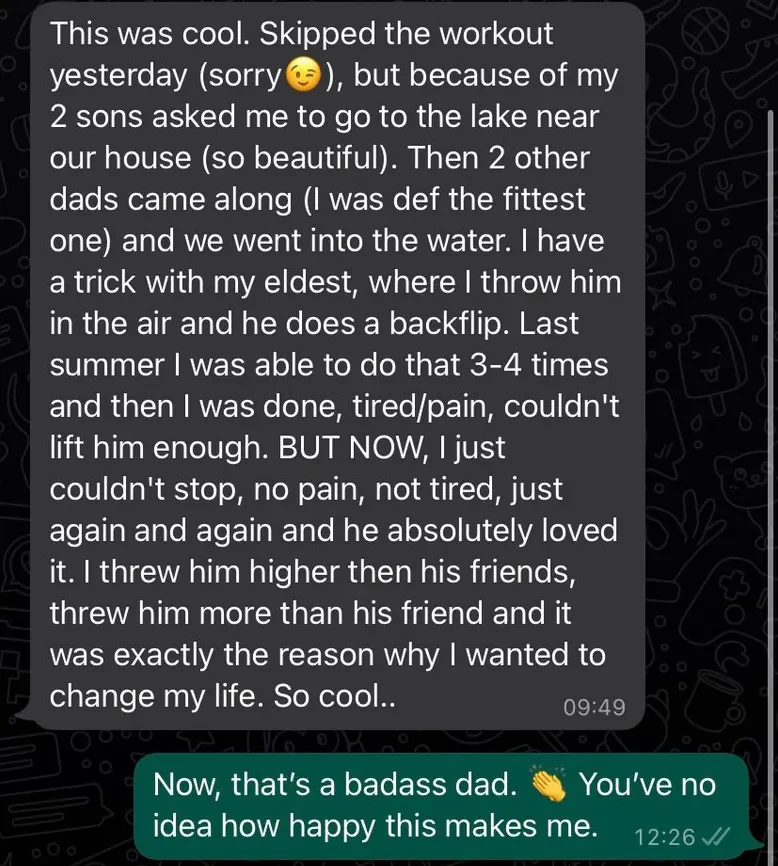 This was cool. Skipped the workout
yesterday (sorry😉), but because of my
2 sons asked me to go to the lake near
our house (so beautiful). Then 2 other
dads came along (I was def the fittest
one) and we went into the water. I have
a trick with my eldest, where I throw him
in the air and he does a backflip. Last
summer I was able to do that 3-4 times
and then I was done, tired/pain, couldn't
lift him enough. BUT NOW, I just
couldn't stop, no pain, not tired, just
again and again and he absolutely loved
it. I threw him higher then his friends,
threw him more than his friend and it
was exactly the reason why I wanted to
change my life. So cool..
09:49
Now, that’s a badass dad. 👏 You’ve no
idea how happy this makes me.
12:26